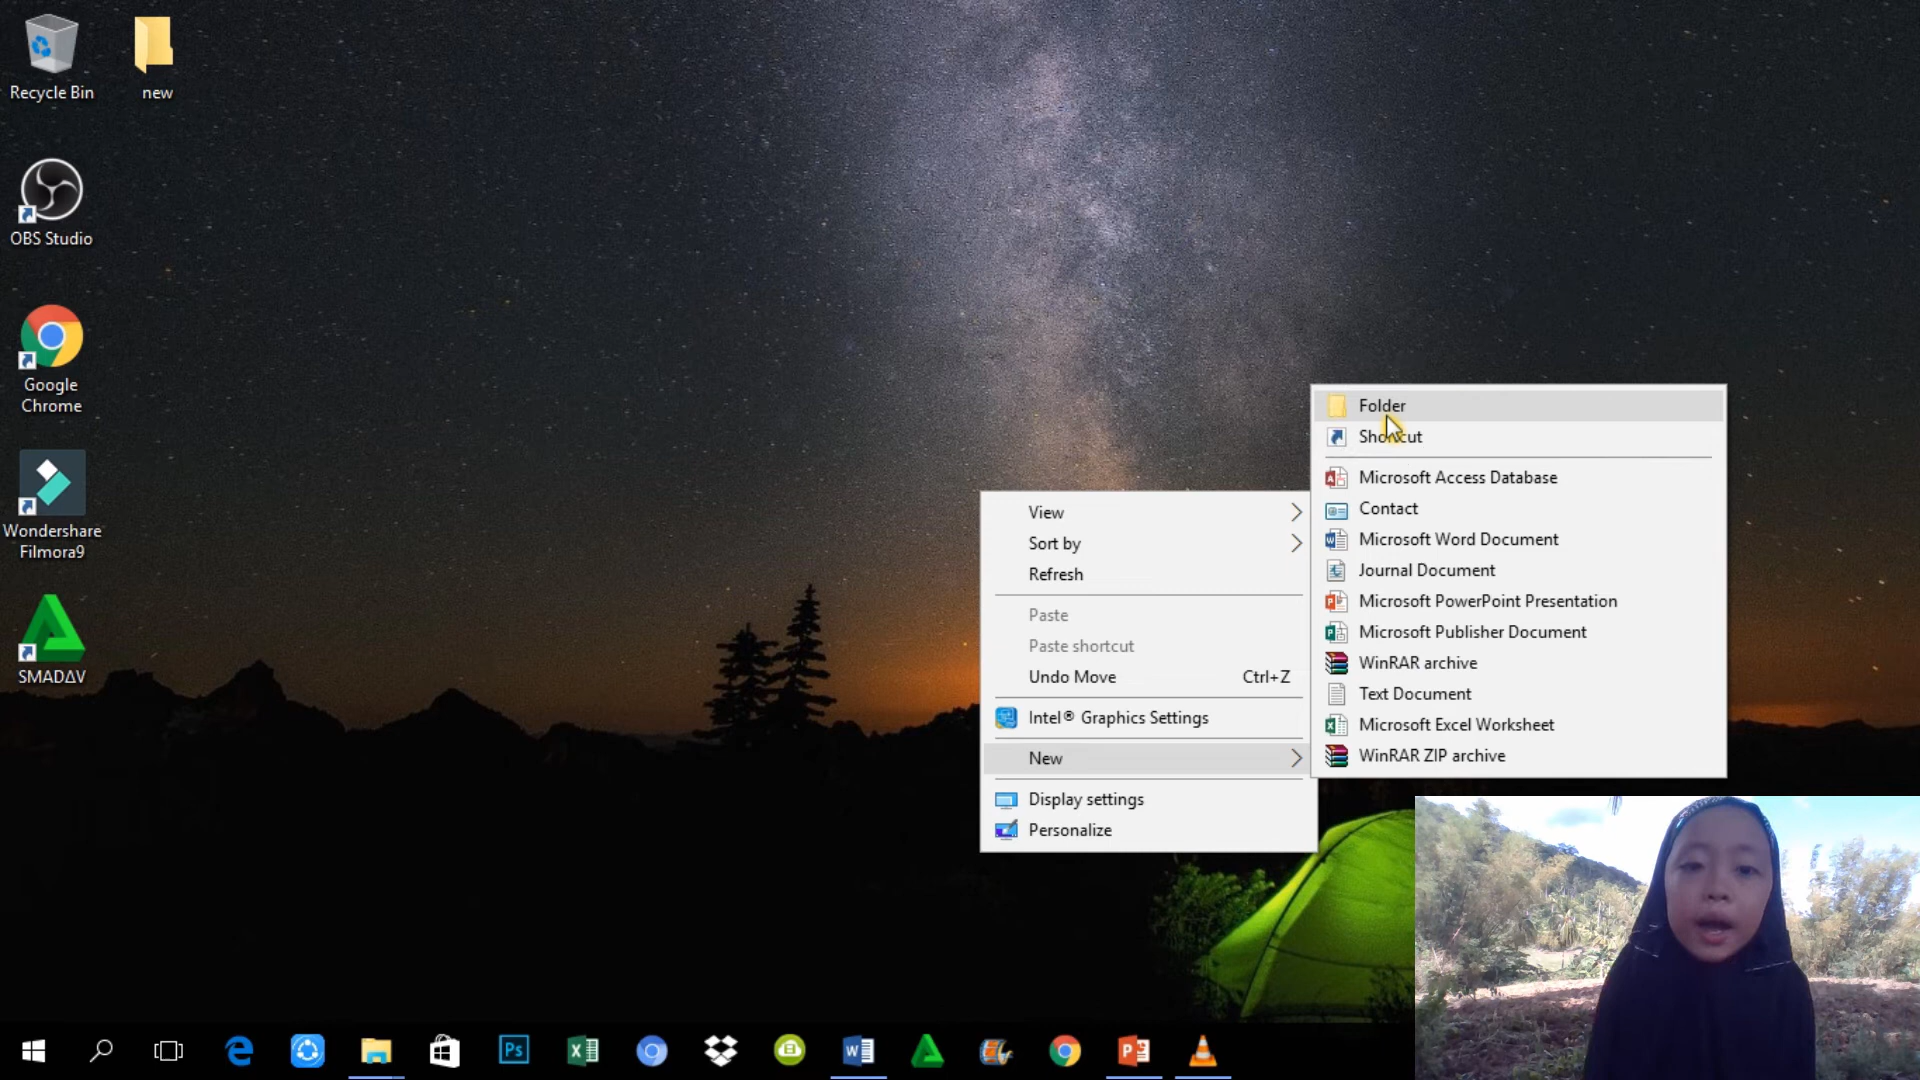 Recycle Bin
new
OBS Studio
Google
Chrome
Wondershare
Filmora9
SMADΔV
View
Sort by
Refresh
Paste
Paste shortcut
Undo Move Ctrl+Z
Intel® Graphics Settings
New
Display settings
Personalize
Folder
Shortcut
Microsoft Access Database
Contact
Microsoft Word Document
Journal Document
Microsoft PowerPoint Presentation
Microsoft Publisher Document
WinRAR archive
Text Document
Microsoft Excel Worksheet
WinRAR ZIP archive
Ps